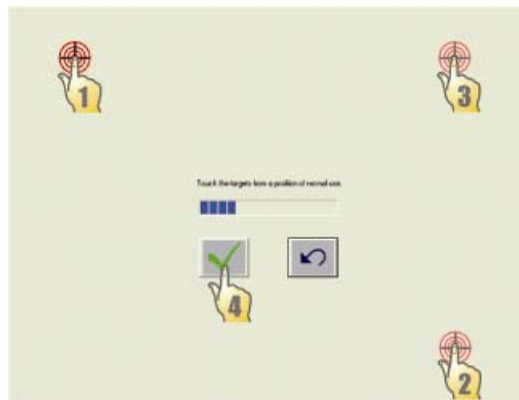 1
3
Touch the targets from a position of normal use.
4
2